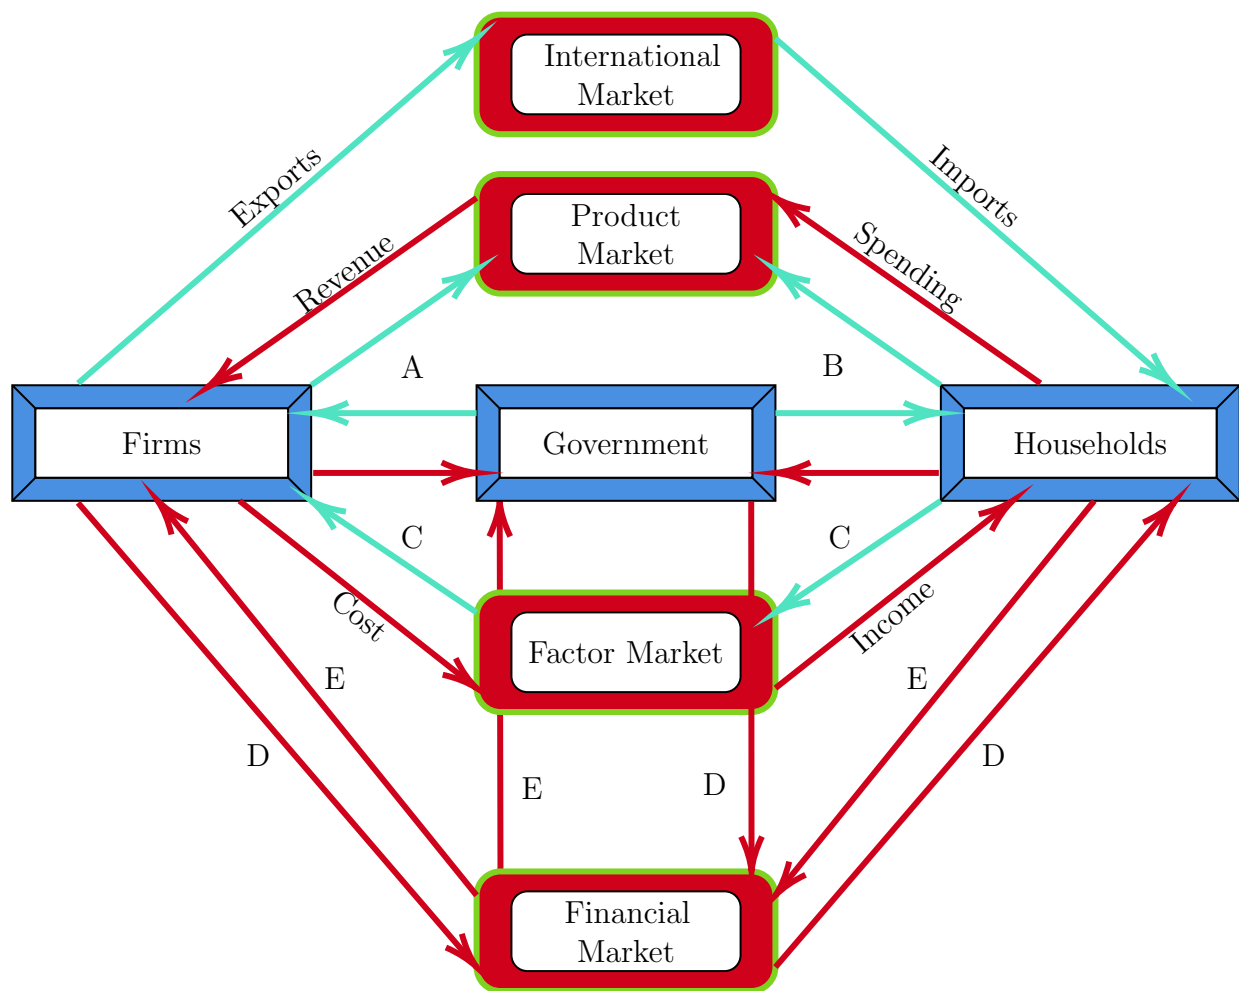 International
Market
Exports
Imports
Product
Market
Revenue
Spending
A
B
Firms
Government
Households
C
C
Cost
Income
Factor Market
E
E
D
D
E
D
Financial
Market